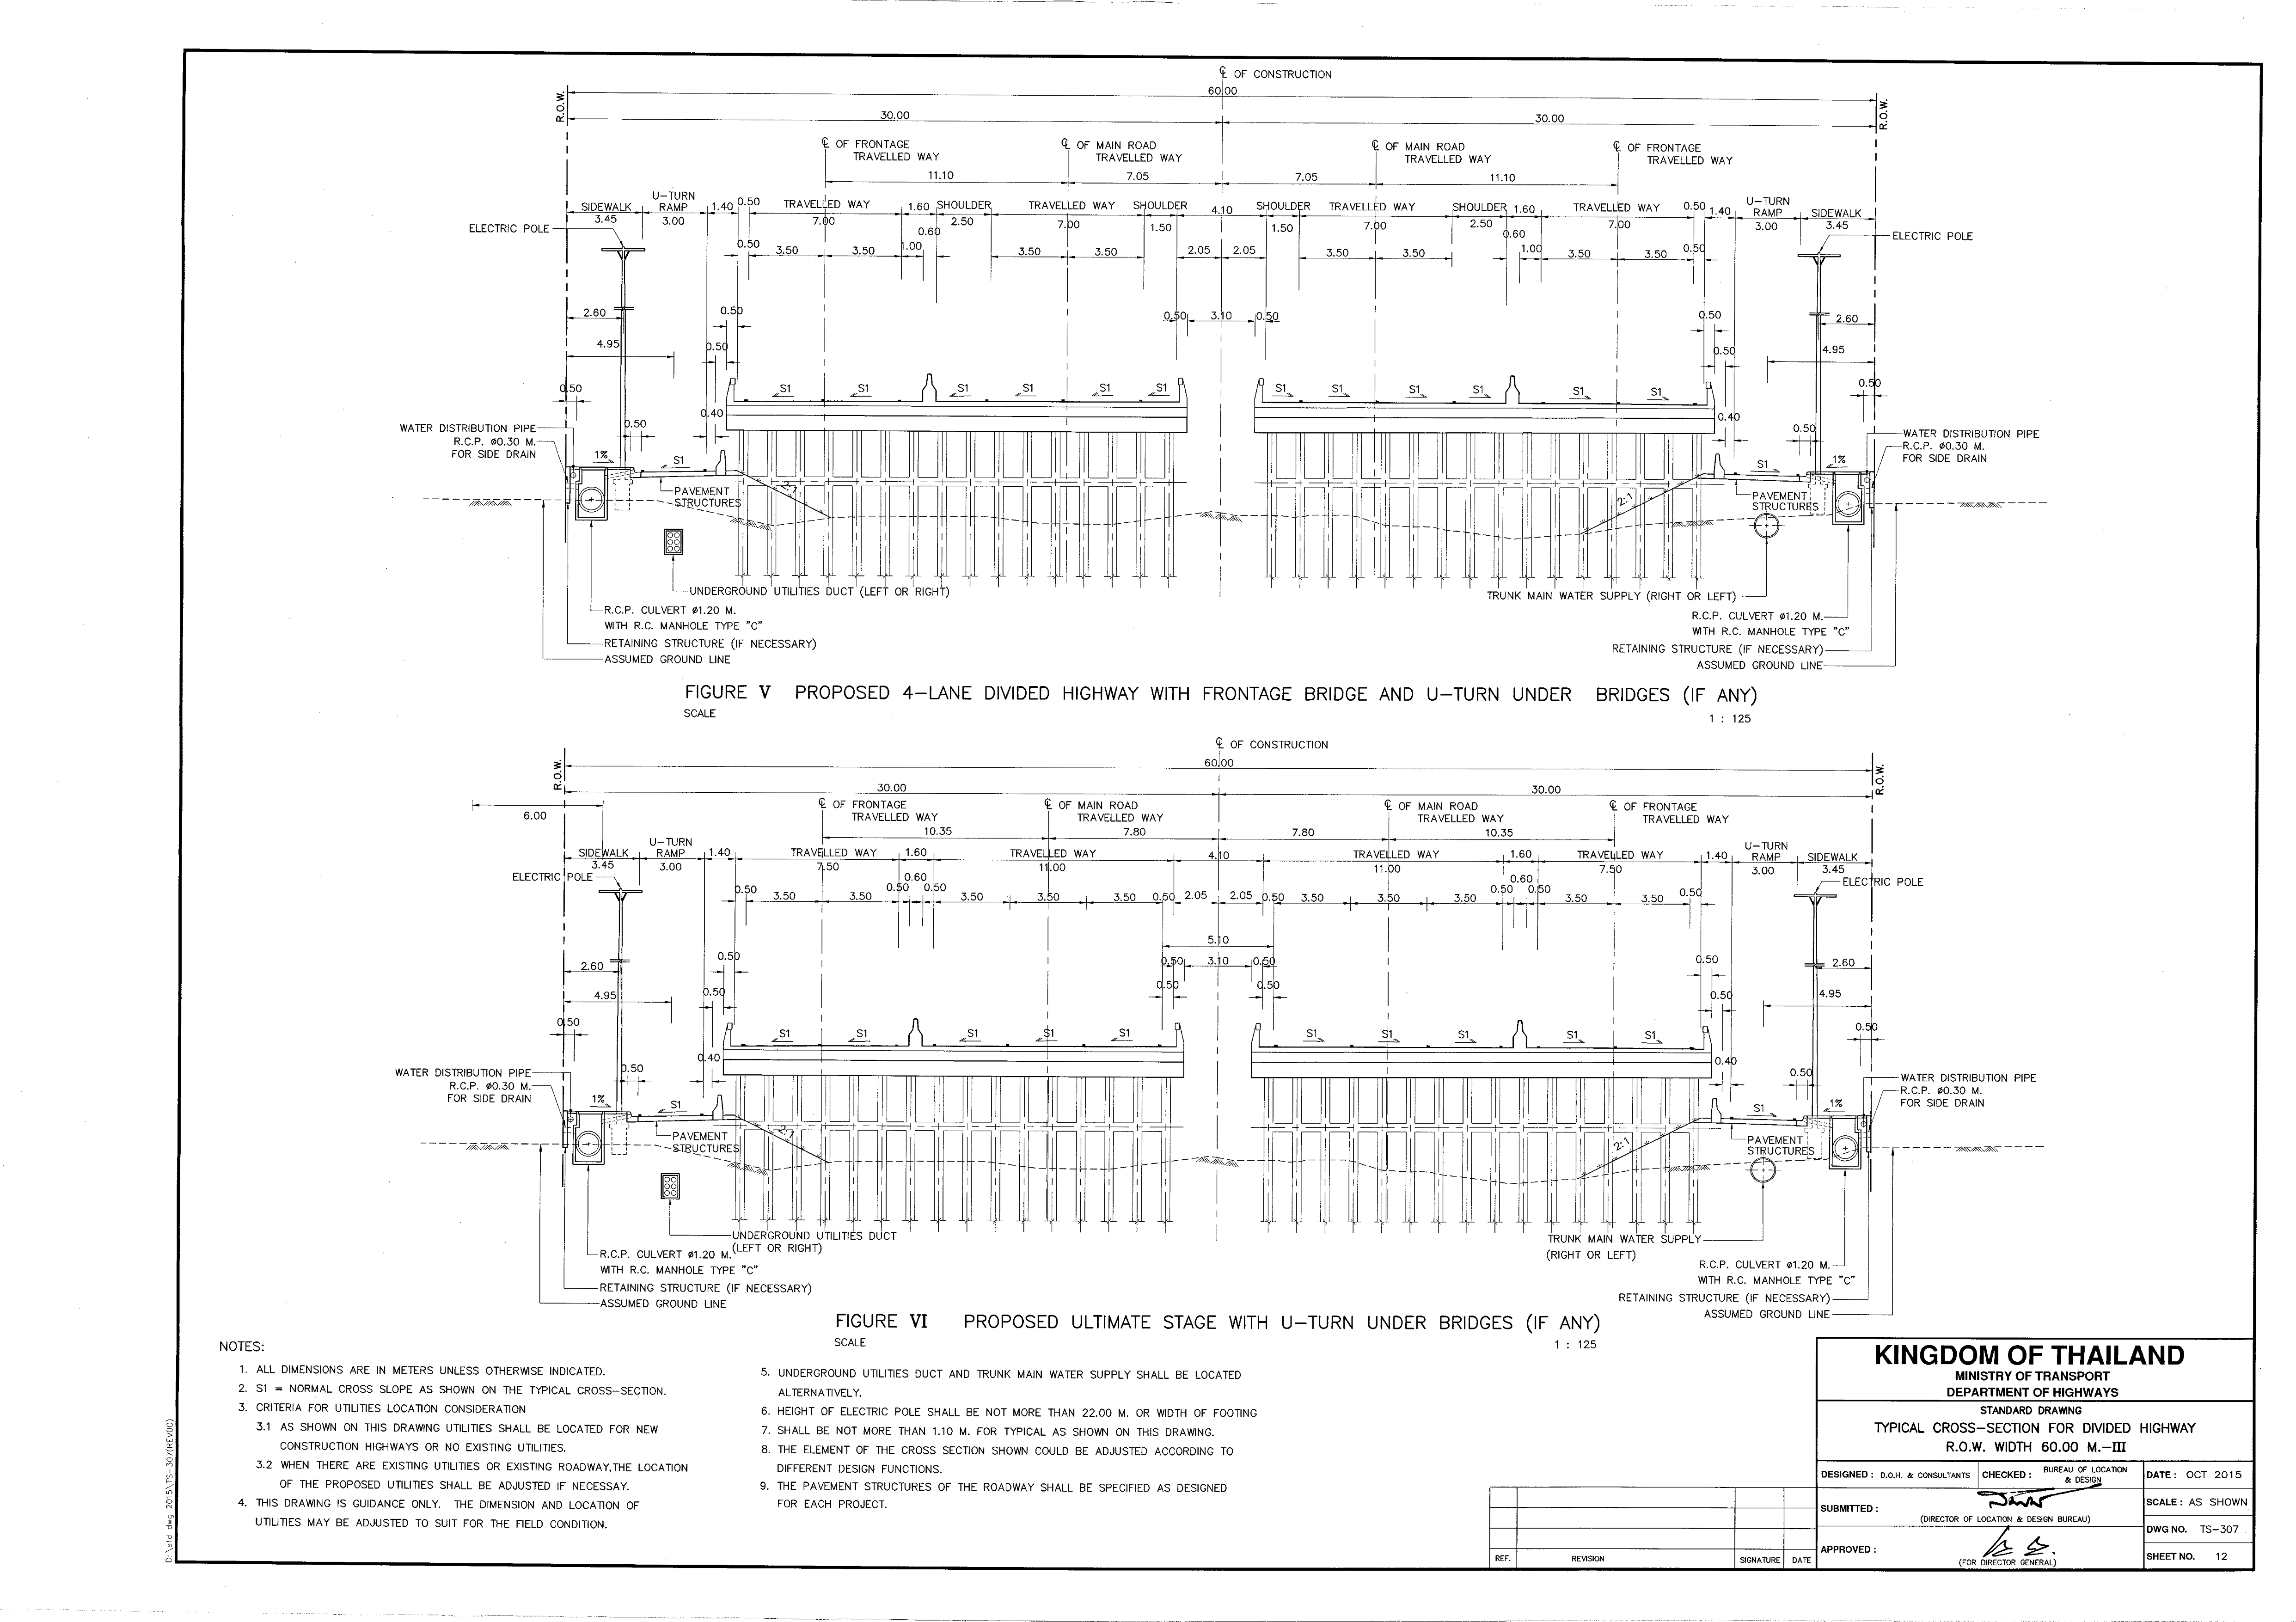 ℄ OF CONSTRUCTION
60.00
R.O.W.
R.O.W.
30.00
30.00
℄ OF FRONTAGE
TRAVELLED WAY
℄ OF MAIN ROAD
TRAVELLED WAY
℄ OF MAIN ROAD
TRAVELLED WAY
℄ OF FRONTAGE
TRAVELLED WAY
11.10 7.05 7.05 11.10
SIDEWALK U-TURN RAMP 1.40 0.50 TRAVELLED WAY 1.60 SHOULDER TRAVELLED WAY SHOULDER 4.10 SHOULDER TRAVELLED WAY SHOULDER 1.60 TRAVELLED WAY 0.50 1.40 U-TURN RAMP SIDEWALK
3.45 3.00 7.00 2.50 7.00 1.50 1.50 7.00 2.50 7.00 3.00 3.45
ELECTRIC POLE 0.60 0.60 ELECTRIC POLE
0.50 3.50 3.50 1.00 3.50 3.50 2.05 2.05 3.50 3.50 1.00 3.50 3.50 0.50
2.60 0.50 0.50 3.10 0.50 0.50 2.60
4.95 0.50 0.50 4.95
0.50 S1 S1 S1 S1 S1 S1 S1 S1 S1 S1 S1 S1 0.50
0.40 0.40
0.50 0.50
WATER DISTRIBUTION PIPE
R.C.P. ⌀0.30 M.
FOR SIDE DRAIN
1% S1
S1 1%
WATER DISTRIBUTION PIPE
R.C.P. ⌀0.30 M.
FOR SIDE DRAIN
PAVEMENT
STRUCTURES
2:1
2:1
PAVEMENT
STRUCTURES
UNDERGROUND UTILITIES DUCT (LEFT OR RIGHT)
TRUNK MAIN WATER SUPPLY (RIGHT OR LEFT)
R.C.P. CULVERT ⌀1.20 M.
WITH R.C. MANHOLE TYPE "C"
RETAINING STRUCTURE (IF NECESSARY)
ASSUMED GROUND LINE
R.C.P. CULVERT ⌀1.20 M.
WITH R.C. MANHOLE TYPE "C"
RETAINING STRUCTURE (IF NECESSARY)
ASSUMED GROUND LINE
FIGURE V PROPOSED 4-LANE DIVIDED HIGHWAY WITH FRONTAGE BRIDGE AND U-TURN UNDER BRIDGES (IF ANY)
SCALE 1 : 125
℄ OF CONSTRUCTION
60.00
R.O.W.
R.O.W.
30.00
30.00
6.00
℄ OF FRONTAGE
TRAVELLED WAY
℄ OF MAIN ROAD
TRAVELLED WAY
℄ OF MAIN ROAD
TRAVELLED WAY
℄ OF FRONTAGE
TRAVELLED WAY
10.35 7.80 7.80 10.35
SIDEWALK U-TURN RAMP 1.40 TRAVELLED WAY 1.60 TRAVELLED WAY 4.10 TRAVELLED WAY 1.60 TRAVELLED WAY 1.40 U-TURN RAMP SIDEWALK
3.45 3.00 7.50 11.00 11.00 7.50 3.00 3.45
ELECTRIC POLE 0.60 0.60 ELECTRIC POLE
0.50 3.50 3.50 0.50 0.50 3.50 3.50 3.50 0.50 2.05 2.05 0.50 3.50 3.50 3.50 0.50 0.50 3.50 3.50 0.50
5.10
2.60 0.50 0.50 3.10 0.50 0.50 2.60
4.95 0.50 0.50 0.50 0.50 4.95
0.50 S1 S1 S1 S1 S1 S1 S1 S1 S1 S1 0.50
0.40 0.40
0.50 0.50
WATER DISTRIBUTION PIPE
R.C.P. ⌀0.30 M.
FOR SIDE DRAIN
1% S1
S1 1%
WATER DISTRIBUTION PIPE
R.C.P. ⌀0.30 M.
FOR SIDE DRAIN
PAVEMENT
STRUCTURES
2:1
2:1
PAVEMENT
STRUCTURES
UNDERGROUND UTILITIES DUCT
(LEFT OR RIGHT)
TRUNK MAIN WATER SUPPLY
(RIGHT OR LEFT)
R.C.P. CULVERT ⌀1.20 M.
WITH R.C. MANHOLE TYPE "C"
RETAINING STRUCTURE (IF NECESSARY)
ASSUMED GROUND LINE
R.C.P. CULVERT ⌀1.20 M.
WITH R.C. MANHOLE TYPE "C"
RETAINING STRUCTURE (IF NECESSARY)
ASSUMED GROUND LINE
FIGURE VI PROPOSED ULTIMATE STAGE WITH U-TURN UNDER BRIDGES (IF ANY)
SCALE 1 : 125
NOTES:
1. ALL DIMENSIONS ARE IN METERS UNLESS OTHERWISE INDICATED.
2. S1 = NORMAL CROSS SLOPE AS SHOWN ON THE TYPICAL CROSS-SECTION.
3. CRITERIA FOR UTILITIES LOCATION CONSIDERATION
3.1 AS SHOWN ON THIS DRAWING UTILITIES SHALL BE LOCATED FOR NEW
CONSTRUCTION HIGHWAYS OR NO EXISTING UTILITIES.
3.2 WHEN THERE ARE EXISTING UTILITIES OR EXISTING ROADWAY,THE LOCATION
OF THE PROPOSED UTILITIES SHALL BE ADJUSTED IF NECESSAY.
4. THIS DRAWING IS GUIDANCE ONLY. THE DIMENSION AND LOCATION OF
UTILITIES MAY BE ADJUSTED TO SUIT FOR THE FIELD CONDITION.
5. UNDERGROUND UTILITIES DUCT AND TRUNK MAIN WATER SUPPLY SHALL BE LOCATED
ALTERNATIVELY.
6. HEIGHT OF ELECTRIC POLE SHALL BE NOT MORE THAN 22.00 M. OR WIDTH OF FOOTING
7. SHALL BE NOT MORE THAN 1.10 M. FOR TYPICAL AS SHOWN ON THIS DRAWING.
8. THE ELEMENT OF THE CROSS SECTION SHOWN COULD BE ADJUSTED ACCORDING TO
DIFFERENT DESIGN FUNCTIONS.
9. THE PAVEMENT STRUCTURES OF THE ROADWAY SHALL BE SPECIFIED AS DESIGNED
FOR EACH PROJECT.
D:\std dwg 2015\TS-307(REV00)
REF. REVISION SIGNATURE DATE
KINGDOM OF THAILAND
MINISTRY OF TRANSPORT
DEPARTMENT OF HIGHWAYS
STANDARD DRAWING
TYPICAL CROSS-SECTION FOR DIVIDED HIGHWAY
R.O.W. WIDTH 60.00 M.-III
DESIGNED : D.O.H. & CONSULTANTS
CHECKED : BUREAU OF LOCATION
& DESIGN
DATE : OCT 2015
SUBMITTED :
(DIRECTOR OF LOCATION & DESIGN BUREAU)
SCALE : AS SHOWN
DWG NO. TS-307
APPROVED :
(FOR DIRECTOR GENERAL)
SHEET NO. 12